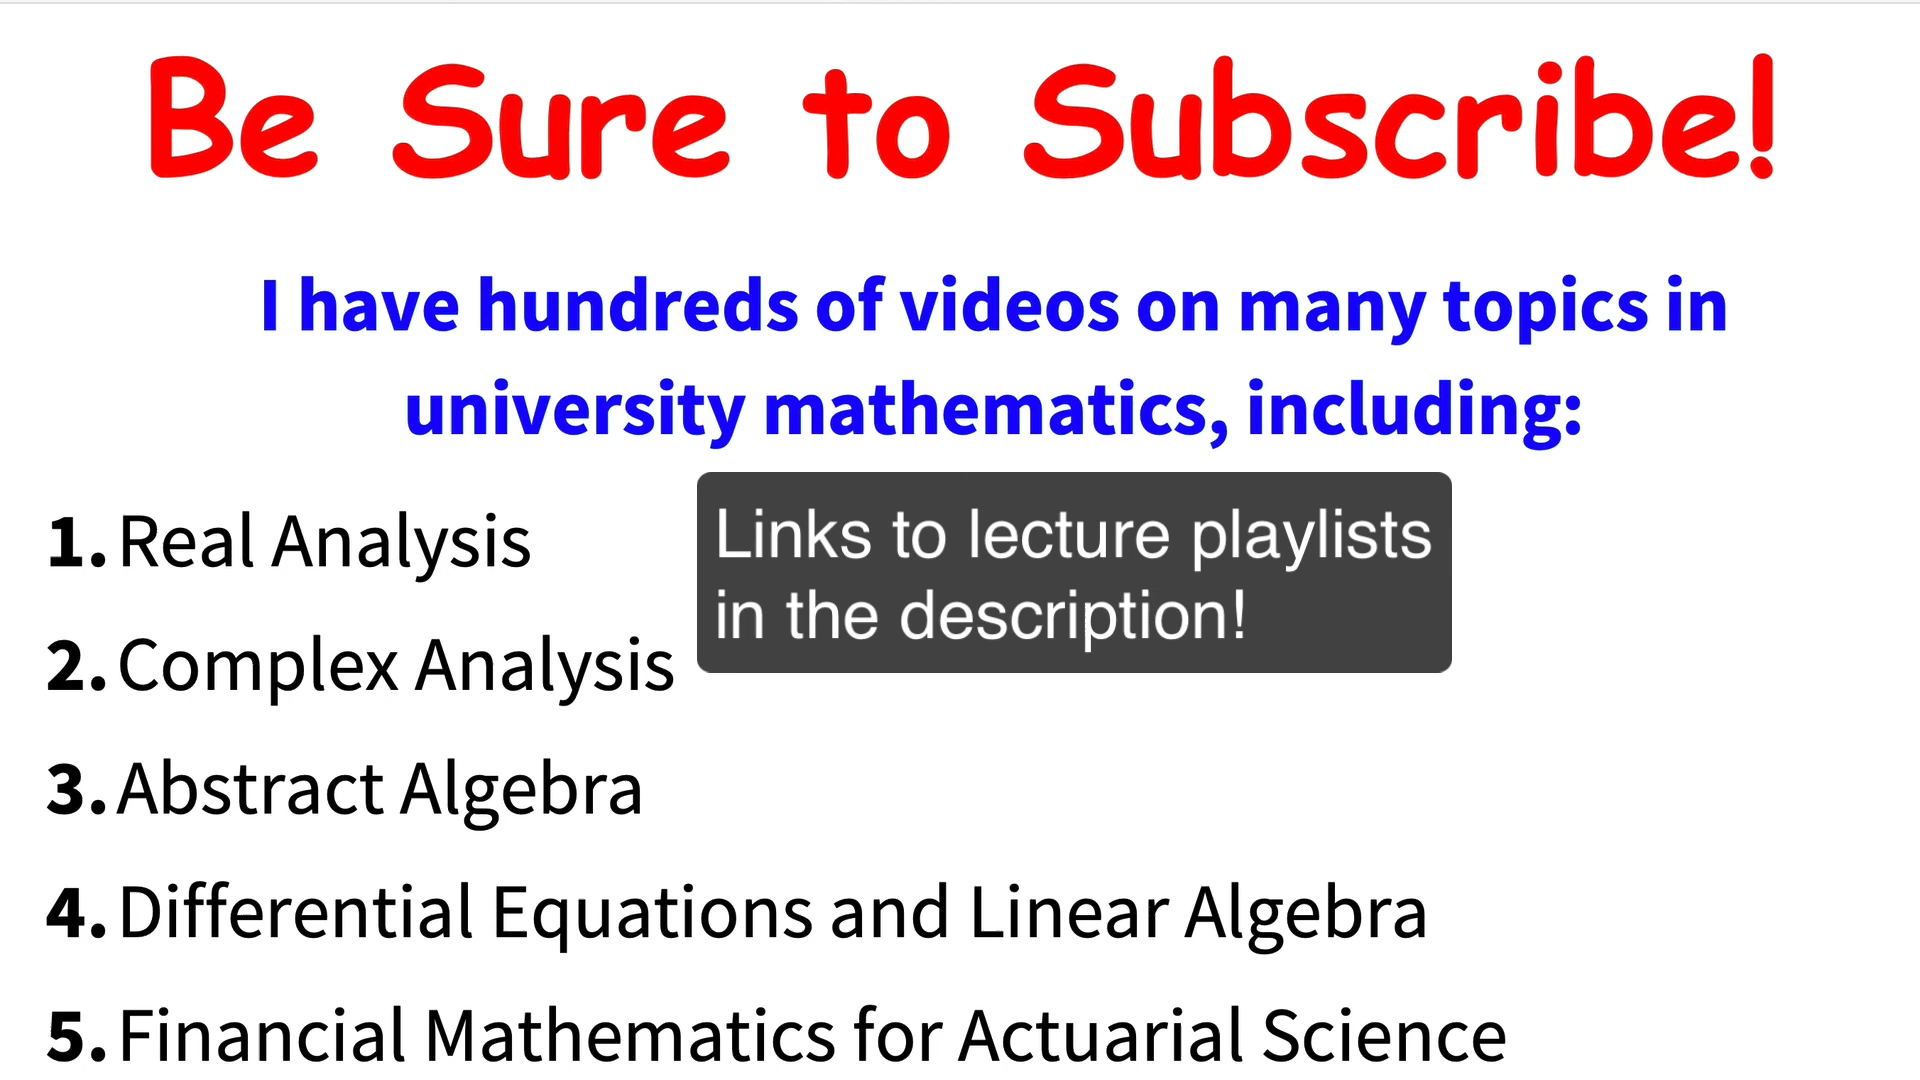 Be Sure to Subscribe!
I have hundreds of videos on many topics in
university mathematics, including:
1. Real Analysis
Links to lecture playlists
in the description!
2. Complex Analysis
3. Abstract Algebra
4. Differential Equations and Linear Algebra
5. Financial Mathematics for Actuarial Science